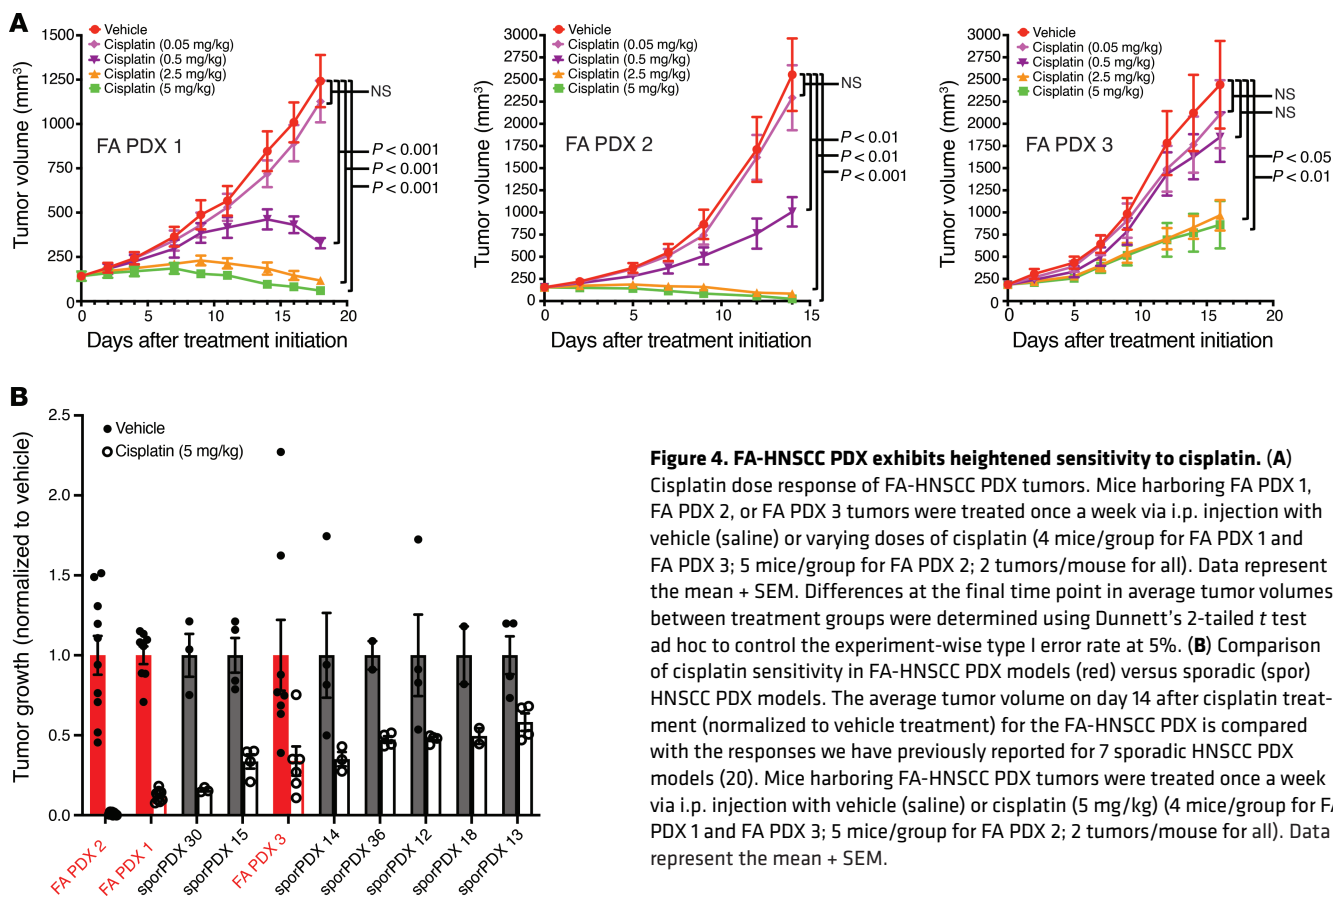 A
Vehicle
Cisplatin (0.05 mg/kg)
Cisplatin (0.5 mg/kg)
Cisplatin (2.5 mg/kg)
Cisplatin (5 mg/kg)
FA PDX 1
Tumor volume (mm³)
1500
1250
1000
750
500
250
0
0 5 10 15 20
Days after treatment initiation
NS
P < 0.001
P < 0.001
P < 0.001
Vehicle
Cisplatin (0.05 mg/kg)
Cisplatin (0.5 mg/kg)
Cisplatin (2.5 mg/kg)
Cisplatin (5 mg/kg)
FA PDX 2
Tumor volume (mm³)
3000
2750
2500
2250
2000
1750
1500
1250
1000
750
500
250
0
0 5 10 15
Days after treatment initiation
NS
P < 0.01
P < 0.01
P < 0.001
Vehicle
Cisplatin (0.05 mg/kg)
Cisplatin (0.5 mg/kg)
Cisplatin (2.5 mg/kg)
Cisplatin (5 mg/kg)
FA PDX 3
Tumor volume (mm³)
3000
2750
2500
2250
2000
1750
1500
1250
1000
750
500
250
0
0 5 10 15 20
Days after treatment initiation
NS
NS
P < 0.05
P < 0.01
B
Vehicle
Cisplatin (5 mg/kg)
Tumor growth (normalized to vehicle)
2.5
2.0
1.5
1.0
0.5
0.0
FA PDX 2
FA PDX 1
sporPDX 30
sporPDX 15
FA PDX 3
sporPDX 14
sporPDX 36
sporPDX 12
sporPDX 18
sporPDX 13
Figure 4. FA-HNSCC PDX exhibits heightened sensitivity to cisplatin. (A)
Cisplatin dose response of FA-HNSCC PDX tumors. Mice harboring FA PDX 1,
FA PDX 2, or FA PDX 3 tumors were treated once a week via i.p. injection with
vehicle (saline) or varying doses of cisplatin (4 mice/group for FA PDX 1 and
FA PDX 3; 5 mice/group for FA PDX 2; 2 tumors/mouse for all). Data represent
the mean + SEM. Differences at the final time point in average tumor volumes
between treatment groups were determined using Dunnett's 2-tailed t test
ad hoc to control the experiment-wise type I error rate at 5%. (B) Comparison
of cisplatin sensitivity in FA-HNSCC PDX models (red) versus sporadic (spor)
HNSCC PDX models. The average tumor volume on day 14 after cisplatin treat-
ment (normalized to vehicle treatment) for the FA-HNSCC PDX is compared
with the responses we have previously reported for 7 sporadic HNSCC PDX
models (20). Mice harboring FA-HNSCC PDX tumors were treated once a week
via i.p. injection with vehicle (saline) or cisplatin (5 mg/kg) (4 mice/group for
PDX 1 and FA PDX 3; 5 mice/group for FA PDX 2; 2 tumors/mouse for all). Data
represent the mean + SEM.